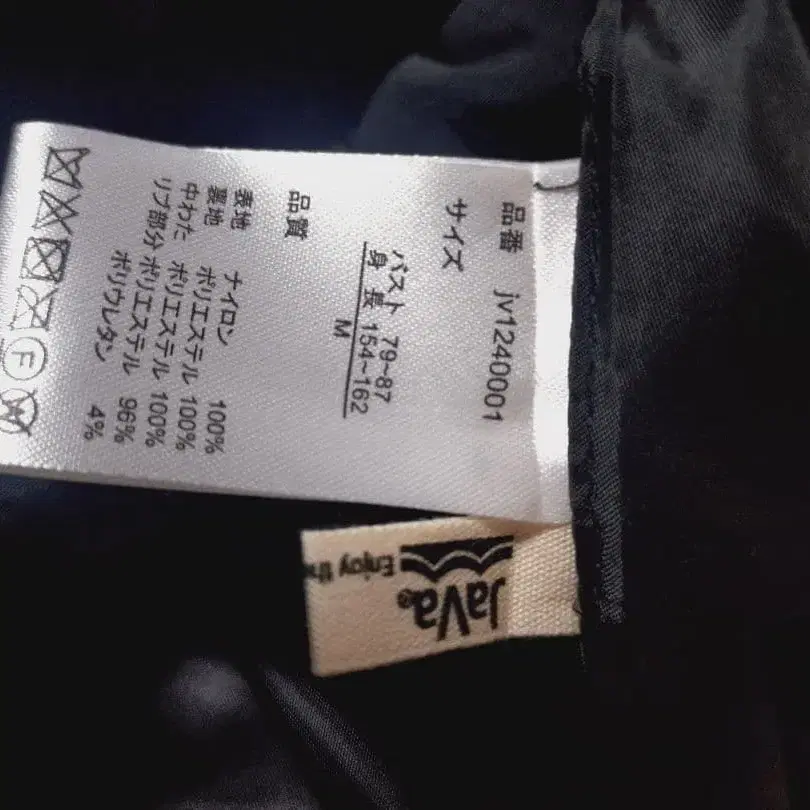 品番 jv1240001
サイズ
バスト 79~87
身長 154~162
M
品質
表地 ナイロン 100%
裏地 ポリエステル 100%
中わた ポリエステル 100%
リブ部分 ポリエステル 96%
ポリウレタン 4%
F
JaVa®
Enjoy